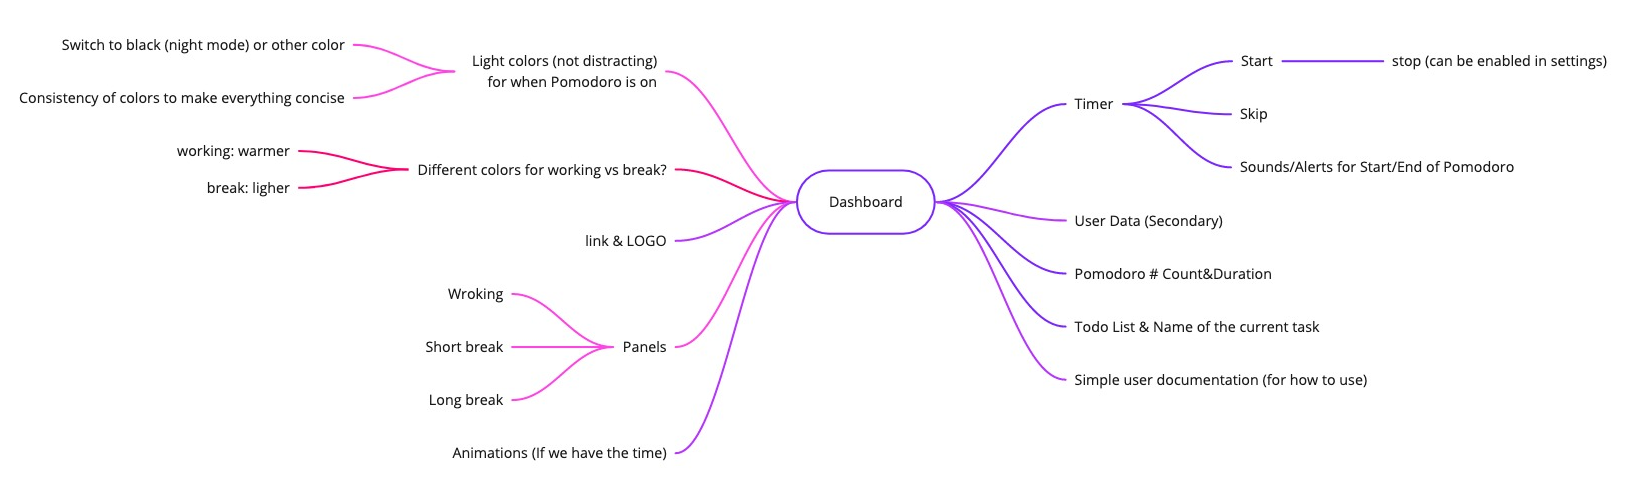 Switch to black (night mode) or other color
Consistency of colors to make everything concise
Light colors (not distracting)
for when Pomodoro is on
working: warmer
break: ligher
Different colors for working vs break?
link & LOGO
Wroking
Short break
Long break
Panels
Animations (If we have the time)
Dashboard
Timer
Start
stop (can be enabled in settings)
Skip
Sounds/Alerts for Start/End of Pomodoro
User Data (Secondary)
Pomodoro # Count&Duration
Todo List & Name of the current task
Simple user documentation (for how to use)